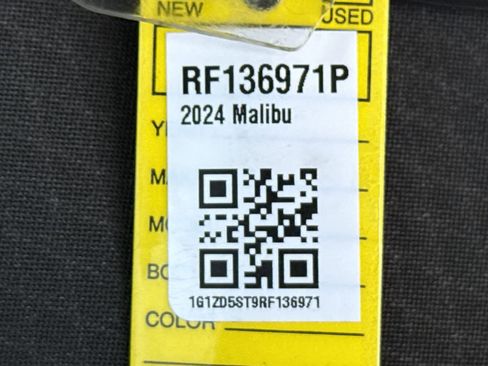 NEW USED
RF136971P
2024 Malibu
Y
MA
MO
BO
1G1ZD5ST9RF136971
COLOR